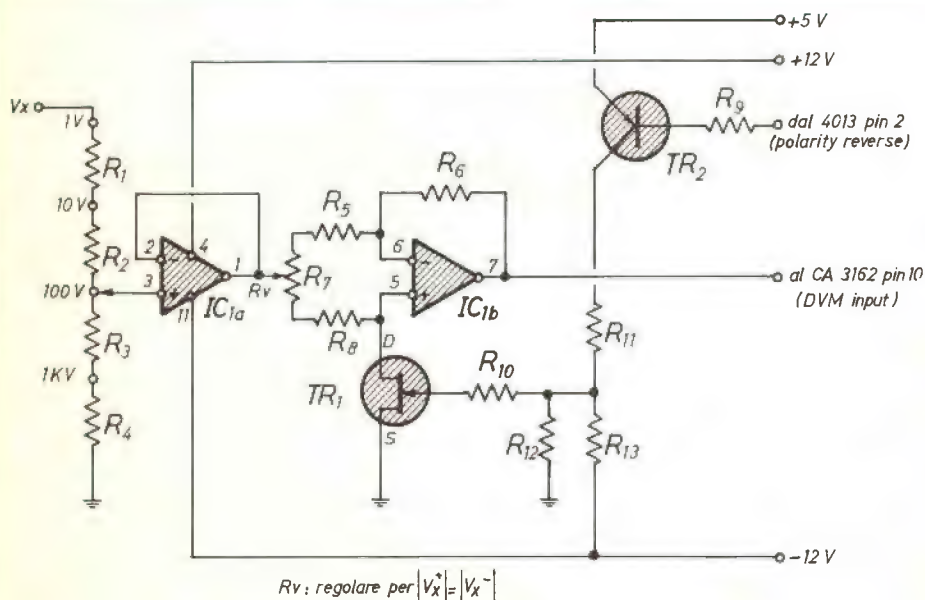 +5 V
+12 V
Vx
1V
R1
R9
dal 4013 pin 2
(polarity reverse)
TR2
10 V
R2
R5
R6
2
4
6
7
100V
3
1
Rv
R7
11
IC1a
5
IC1b
al CA 3162 pin 10
(DVM input)
R3
R8
D
R11
1KV
R10
TR1
R4
S
R12
R13
-12 V
Rv: regolare per |Vx+|=|Vx-|